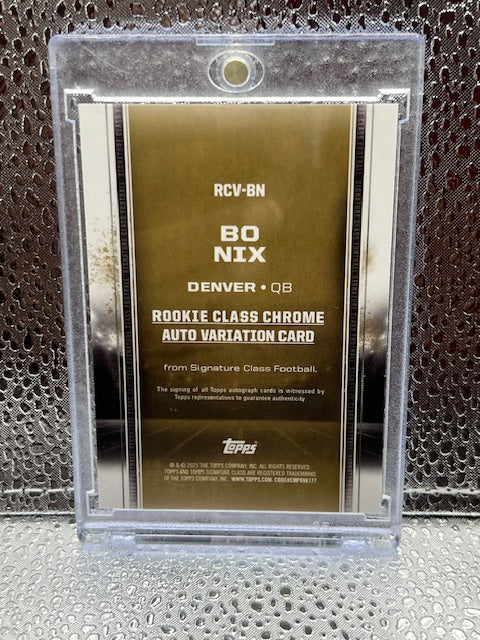 RCV-BN
BO
NIX
DENVER • QB
ROOKIE CLASS CHROME
AUTO VARIATION CARD
from Signature Class Football.
The signing of all Topps autograph cards is witnessed by
Topps representatives to guarantee authenticity.
Topps
® & © 2025 THE TOPPS COMPANY, INC. ALL RIGHTS RESERVED.
TOPPS AND TOPPS SIGNATURE CLASS ARE REGISTERED TRADEMARKS
OF THE TOPPS COMPANY, INC. WWW.TOPPS.COM.